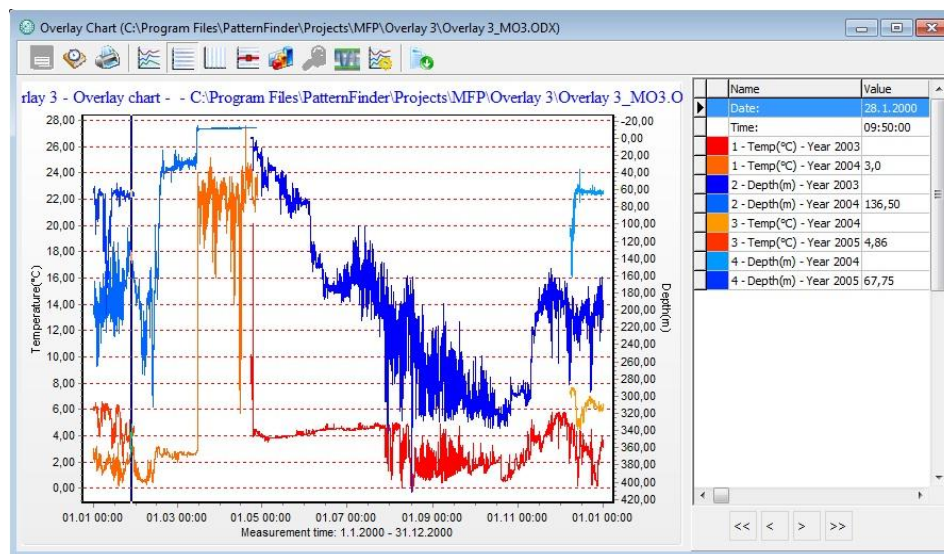 Overlay Chart (C:\Program Files\PatternFinder\Projects\MFP\Overlay 3\Overlay 3_MO3.ODX)
rlay 3 - Overlay chart - - C:\Program Files\PatternFinder\Projects\MFP\Overlay 3\Overlay 3_MO3.O
28,00
26,00
24,00
22,00
20,00
18,00
16,00
14,00
12,00
10,00
8,00
6,00
4,00
2,00
0,00
Temperature(°C)
-20,00
0,00
20,00
40,00
60,00
80,00
100,00
120,00
140,00
160,00
180,00
200,00
220,00
240,00
260,00
280,00
300,00
320,00
340,00
360,00
380,00
400,00
420,00
Depth(m)
01.01 00:00 01.03 00:00 01.05 00:00 01.07 00:00 01.09 00:00 01.11 00:00 01.01 00:00
Measurement time: 1.1.2000 - 31.12.2000
Name Value
Date: 28.1.2000
Time: 09:50:00
1 - Temp(°C) - Year 2003
1 - Temp(°C) - Year 2004 3,0
2 - Depth(m) - Year 2003
2 - Depth(m) - Year 2004 136,50
3 - Temp(°C) - Year 2004
3 - Temp(°C) - Year 2005 4,86
4 - Depth(m) - Year 2004
4 - Depth(m) - Year 2005 67,75
<< < > >>